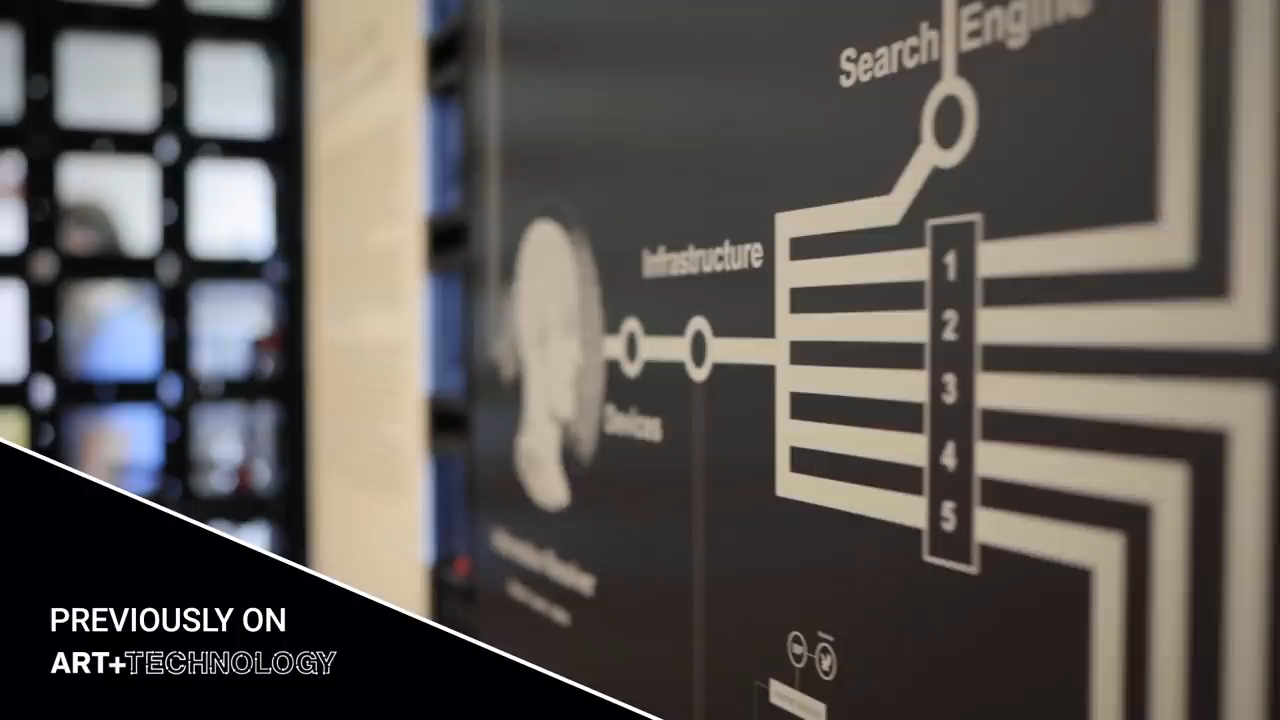 Search Engine
Infrastructure
1
2
3
4
5
Devices
PREVIOUSLY ON
ART+TECHNOLOGY